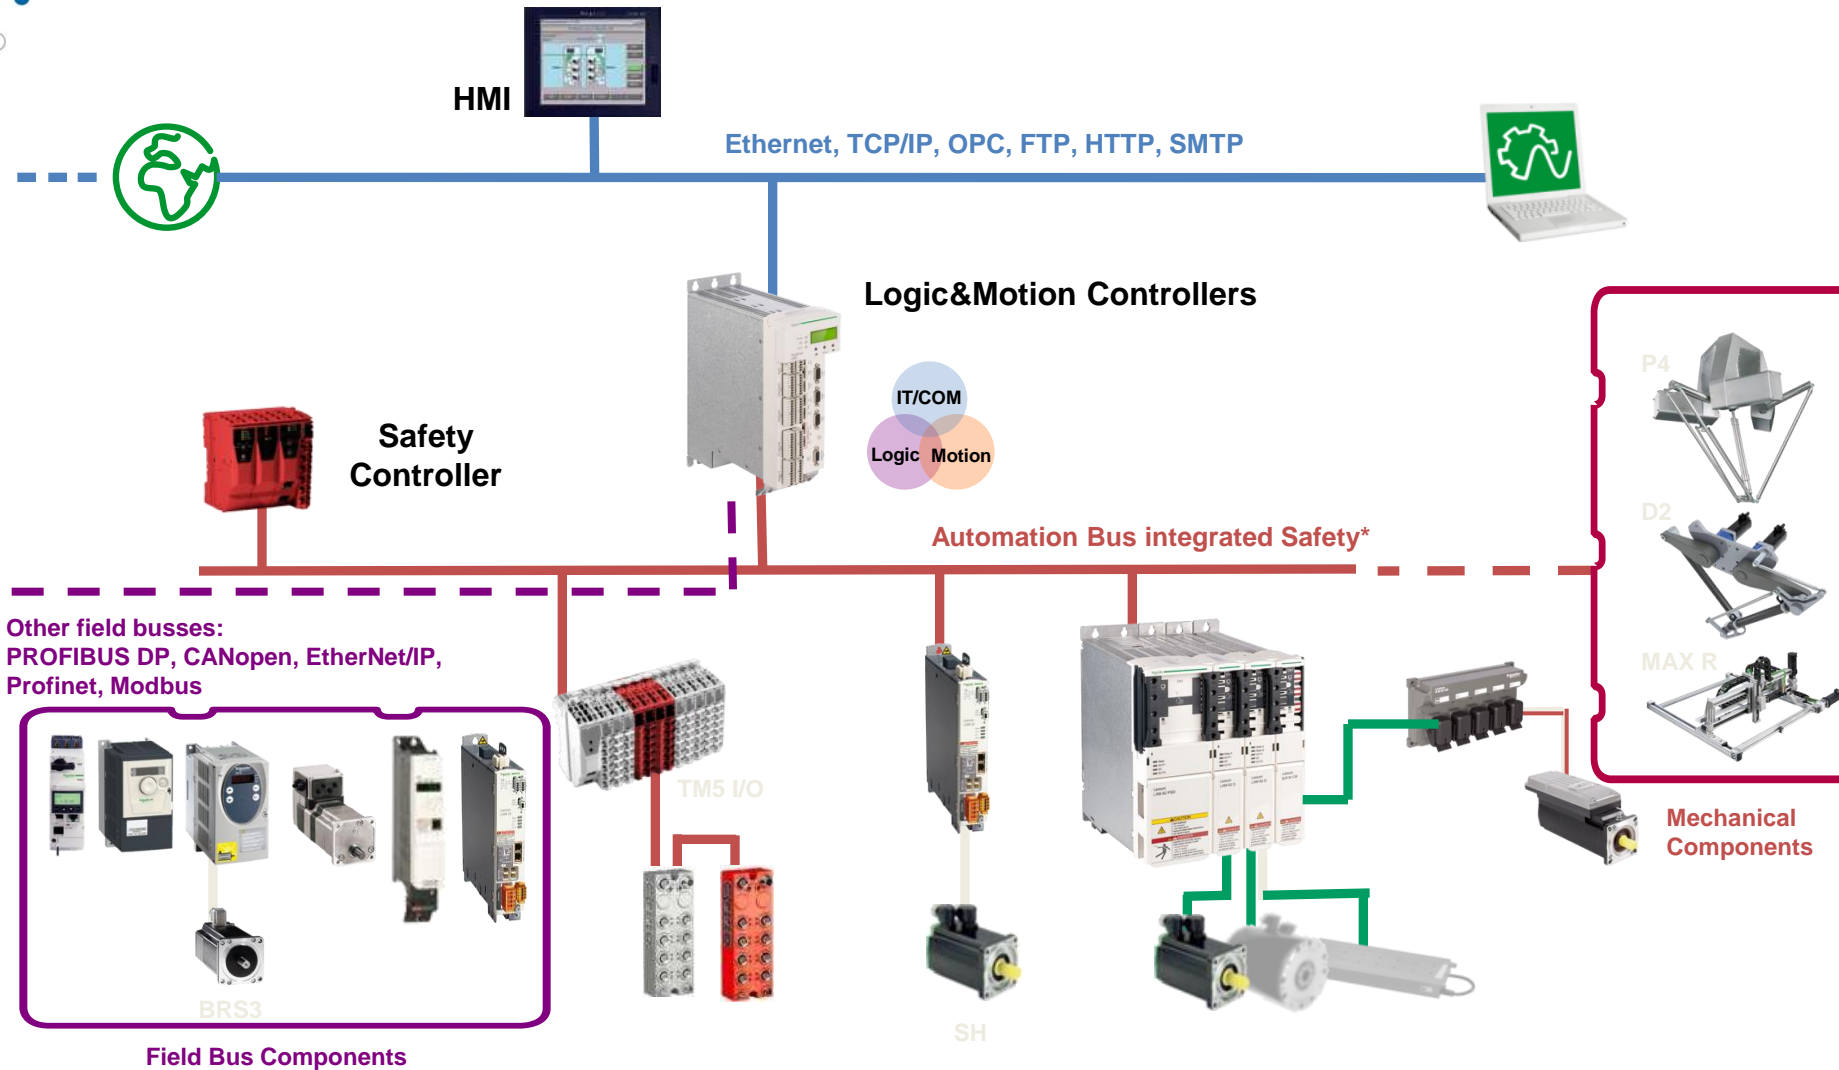 HMI
Ethernet, TCP/IP, OPC, FTP, HTTP, SMTP
Logic&Motion Controllers
IT/COM
Logic
Motion
Safety
Controller
Automation Bus integrated Safety*
P4
D2
MAX R
Other field busses:
PROFIBUS DP, CANopen, EtherNet/IP,
Profinet, Modbus
TM5 I/O
Mechanical
Components
BRS3
SH
Field Bus Components